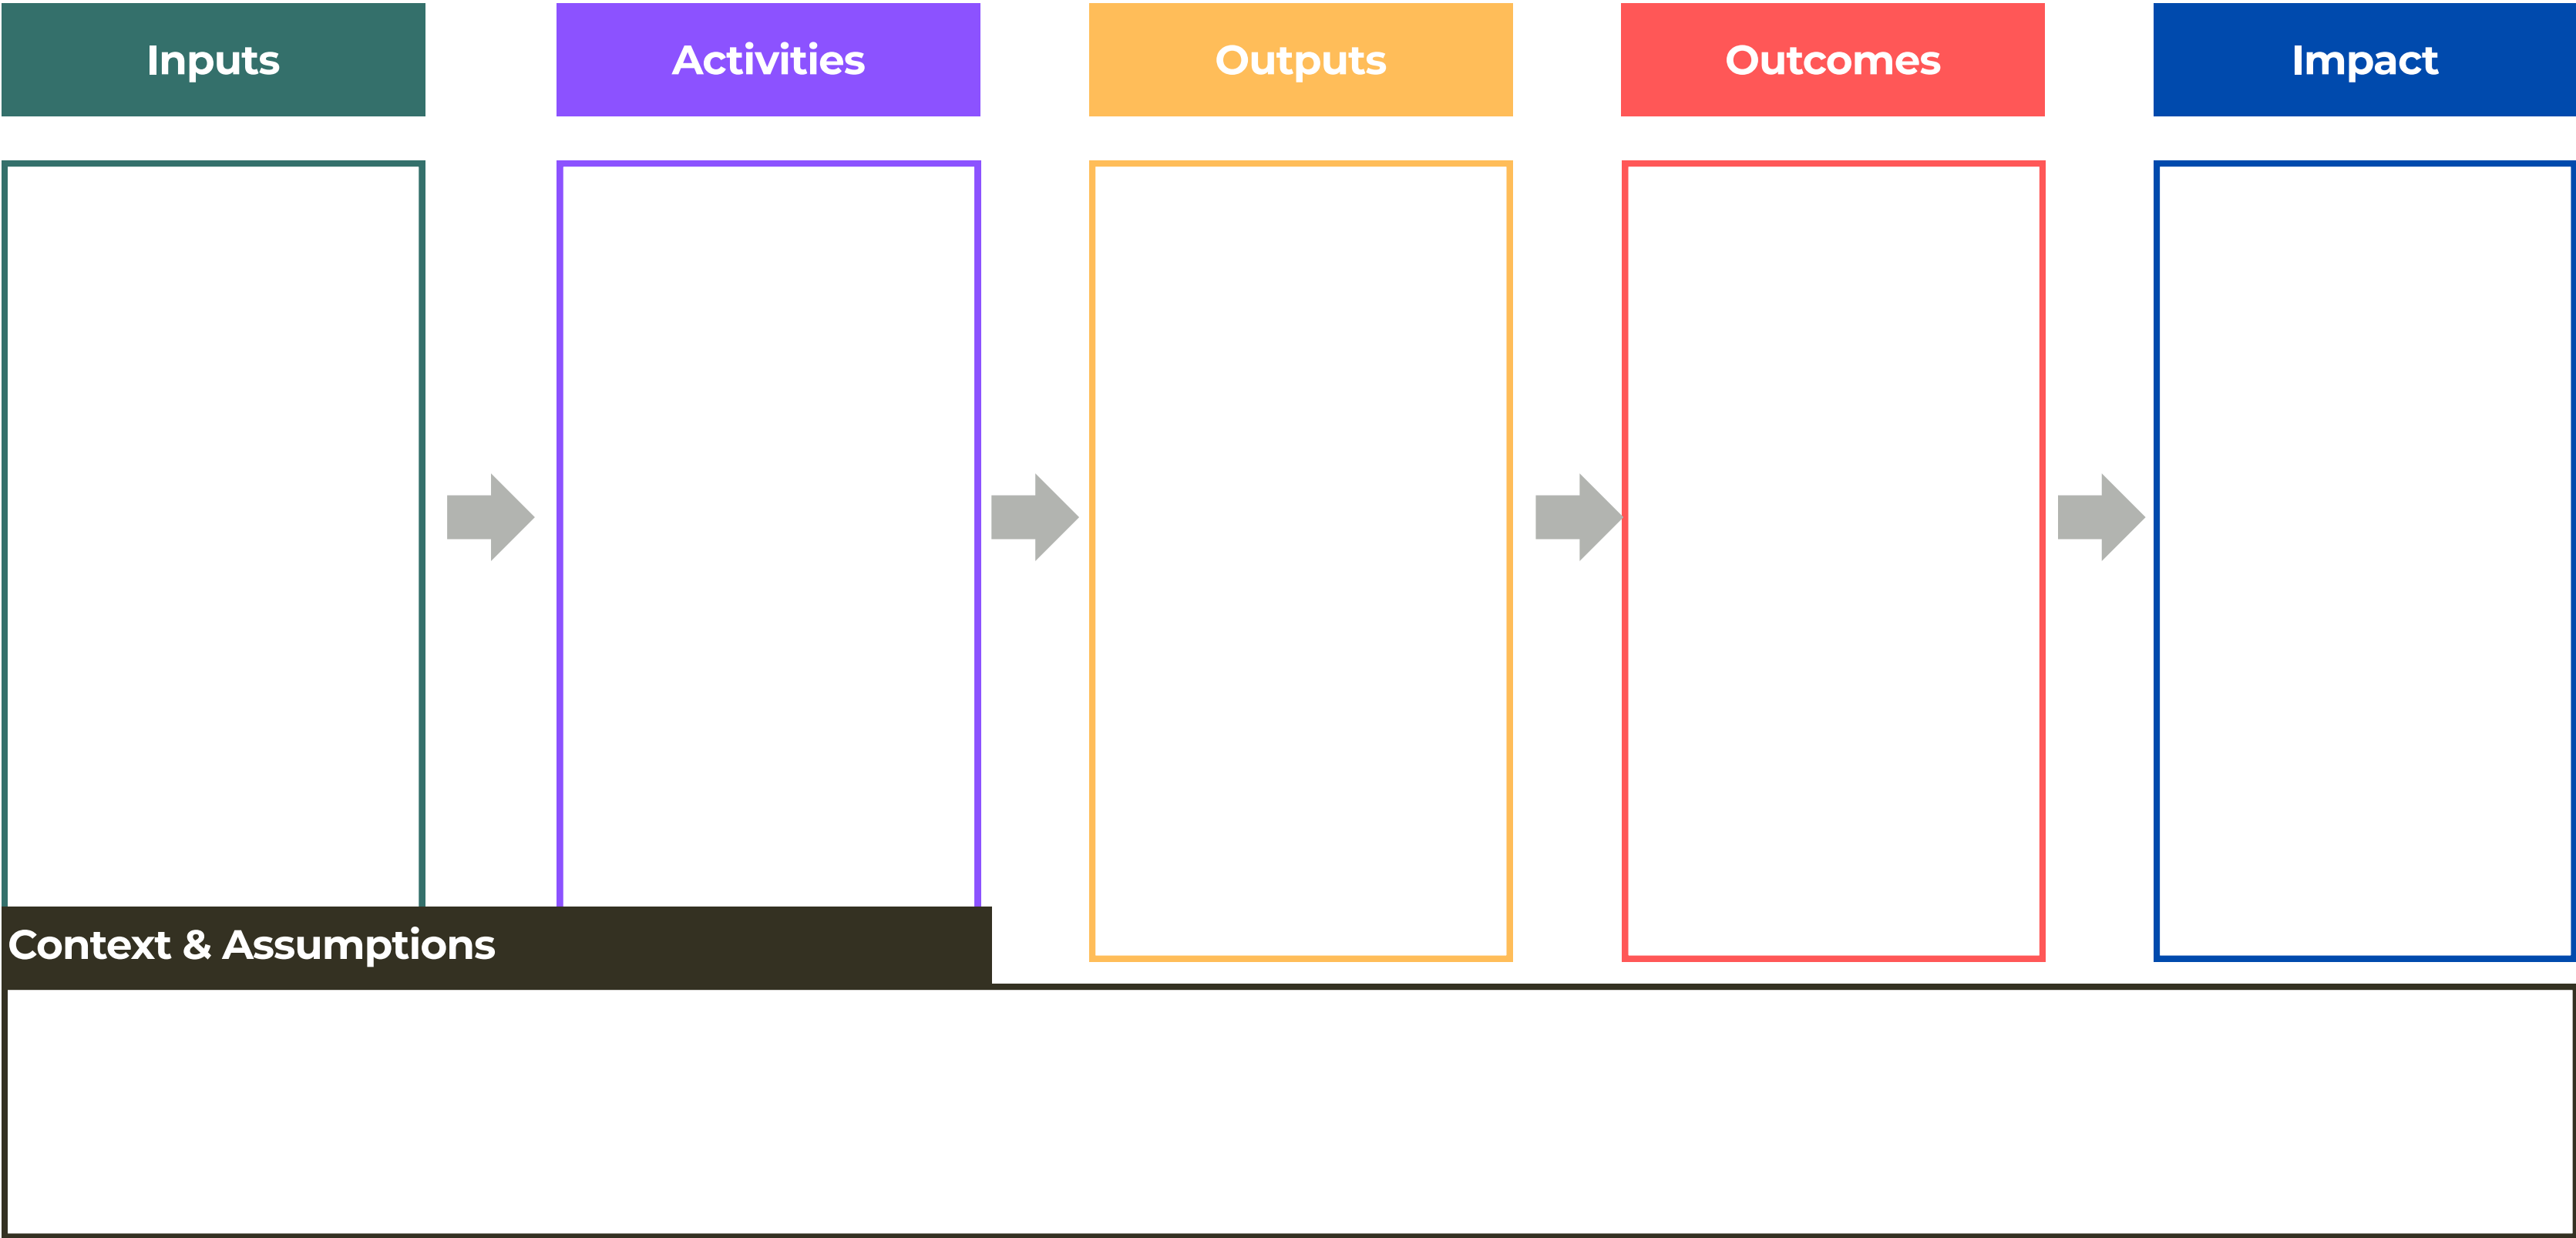 Inputs
Activities
Outputs
Outcomes
Impact
Context & Assumptions